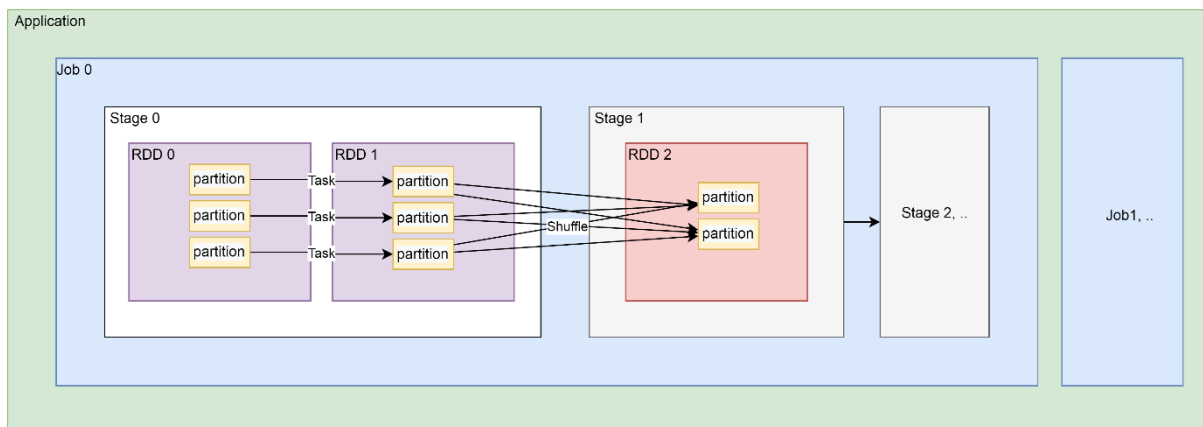 Application
Job 0
Stage 0
Stage 1
RDD 0
RDD 1
RDD 2
partition
Task
partition
partition
partition
Task
partition
Stage 2, ..
Job1, ..
Shuffle
partition
partition
Task
partition